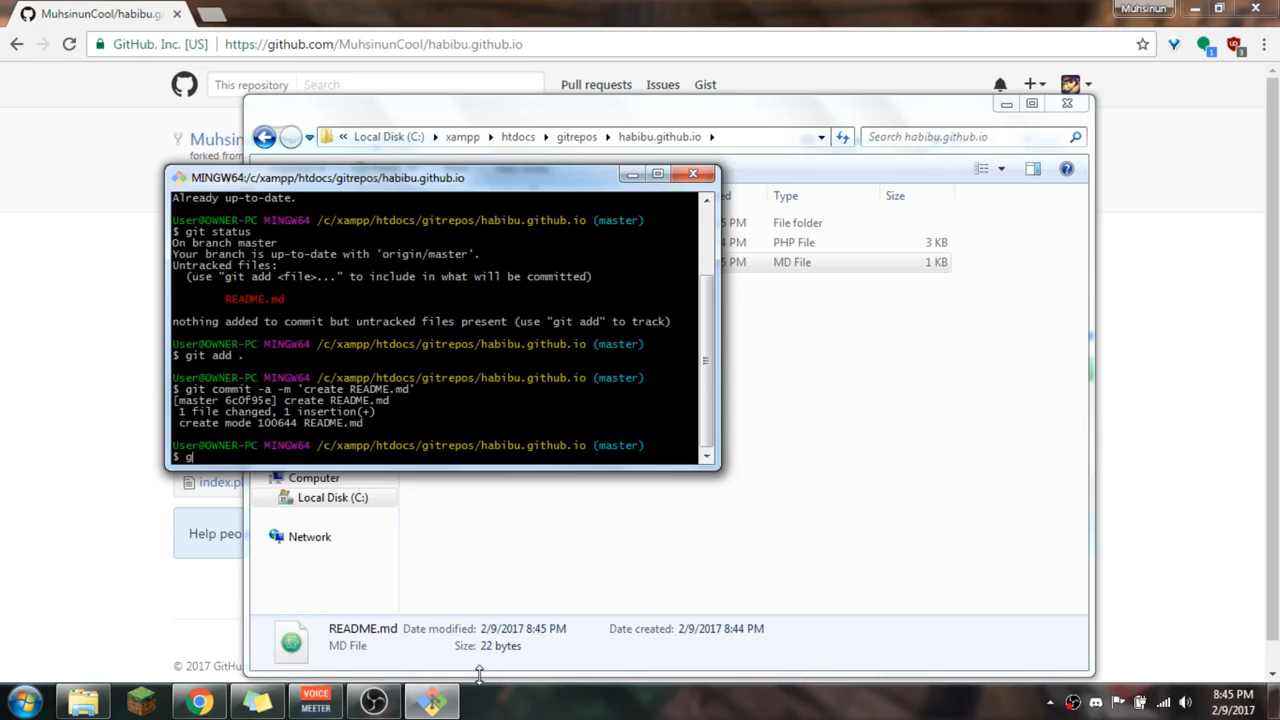 MuhsinunCool/habibu.g
Muhsinun
GitHub, Inc. [US]
https://github.com/MuhsinunCool/habibu.github.io
1
3
This repository
Search
Pull requests
Issues
Gist
Muhsin
forked from
« Local Disk (C:)
xampp
htdocs
gitrepos
habibu.github.io
Search habibu.github.io
Type
Size
5 PM
File folder
4 PM
PHP File
3 KB
5 PM
MD File
1 KB
MINGW64:/c/xampp/htdocs/gitrepos/habibu.github.io
Already up-to-date.
User@OWNER-PC MINGW64 /c/xampp/htdocs/gitrepos/habibu.github.io (master)
$ git status
On branch master
Your branch is up-to-date with 'origin/master'.
Untracked files:
(use "git add <file>..." to include in what will be committed)
README.md
nothing added to commit but untracked files present (use "git add" to track)
User@OWNER-PC MINGW64 /c/xampp/htdocs/gitrepos/habibu.github.io (master)
$ git add .
User@OWNER-PC MINGW64 /c/xampp/htdocs/gitrepos/habibu.github.io (master)
$ git commit -a -m 'create README.md'
[master 6c0f95e] create README.md
1 file changed, 1 insertion(+)
create mode 100644 README.md
User@OWNER-PC MINGW64 /c/xampp/htdocs/gitrepos/habibu.github.io (master)
$ g
index.p
Help peo
Computer
Local Disk (C:)
Network
README.md Date modified: 2/9/2017 8:45 PM Date created: 2/9/2017 8:44 PM
MD File Size: 22 bytes
© 2017 GitHu
VOICE
MEETER
8:45 PM
2/9/2017